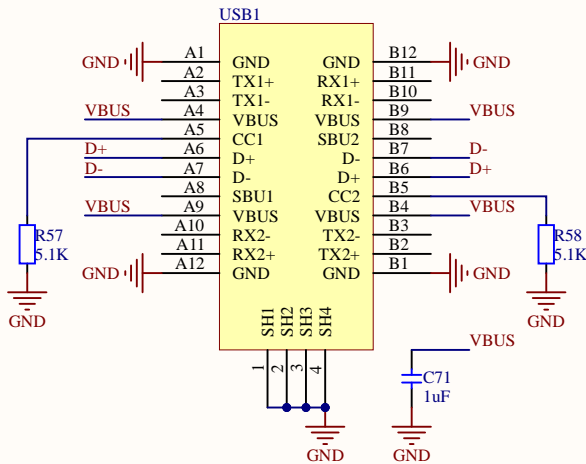 USB1
GND A1 GND GND B12 GND
A2 TX1+ RX1+ B11
A3 TX1- RX1- B10
VBUS A4 VBUS VBUS B9 VBUS
A5 CC1 SBU2 B8
D+ A6 D+ D- B7 D-
D- A7 D- D+ B6 D+
A8 SBU1 CC2 B5
VBUS A9 VBUS VBUS B4 VBUS
A10 RX2- TX2- B3
A11 RX2+ TX2+ B2
GND A12 GND GND B1 GND
R57
5.1K
GND
R58
5.1K
GND
SH1 SH2 SH3 SH4
1 2 3 4
GND
VBUS
C71
1uF
GND